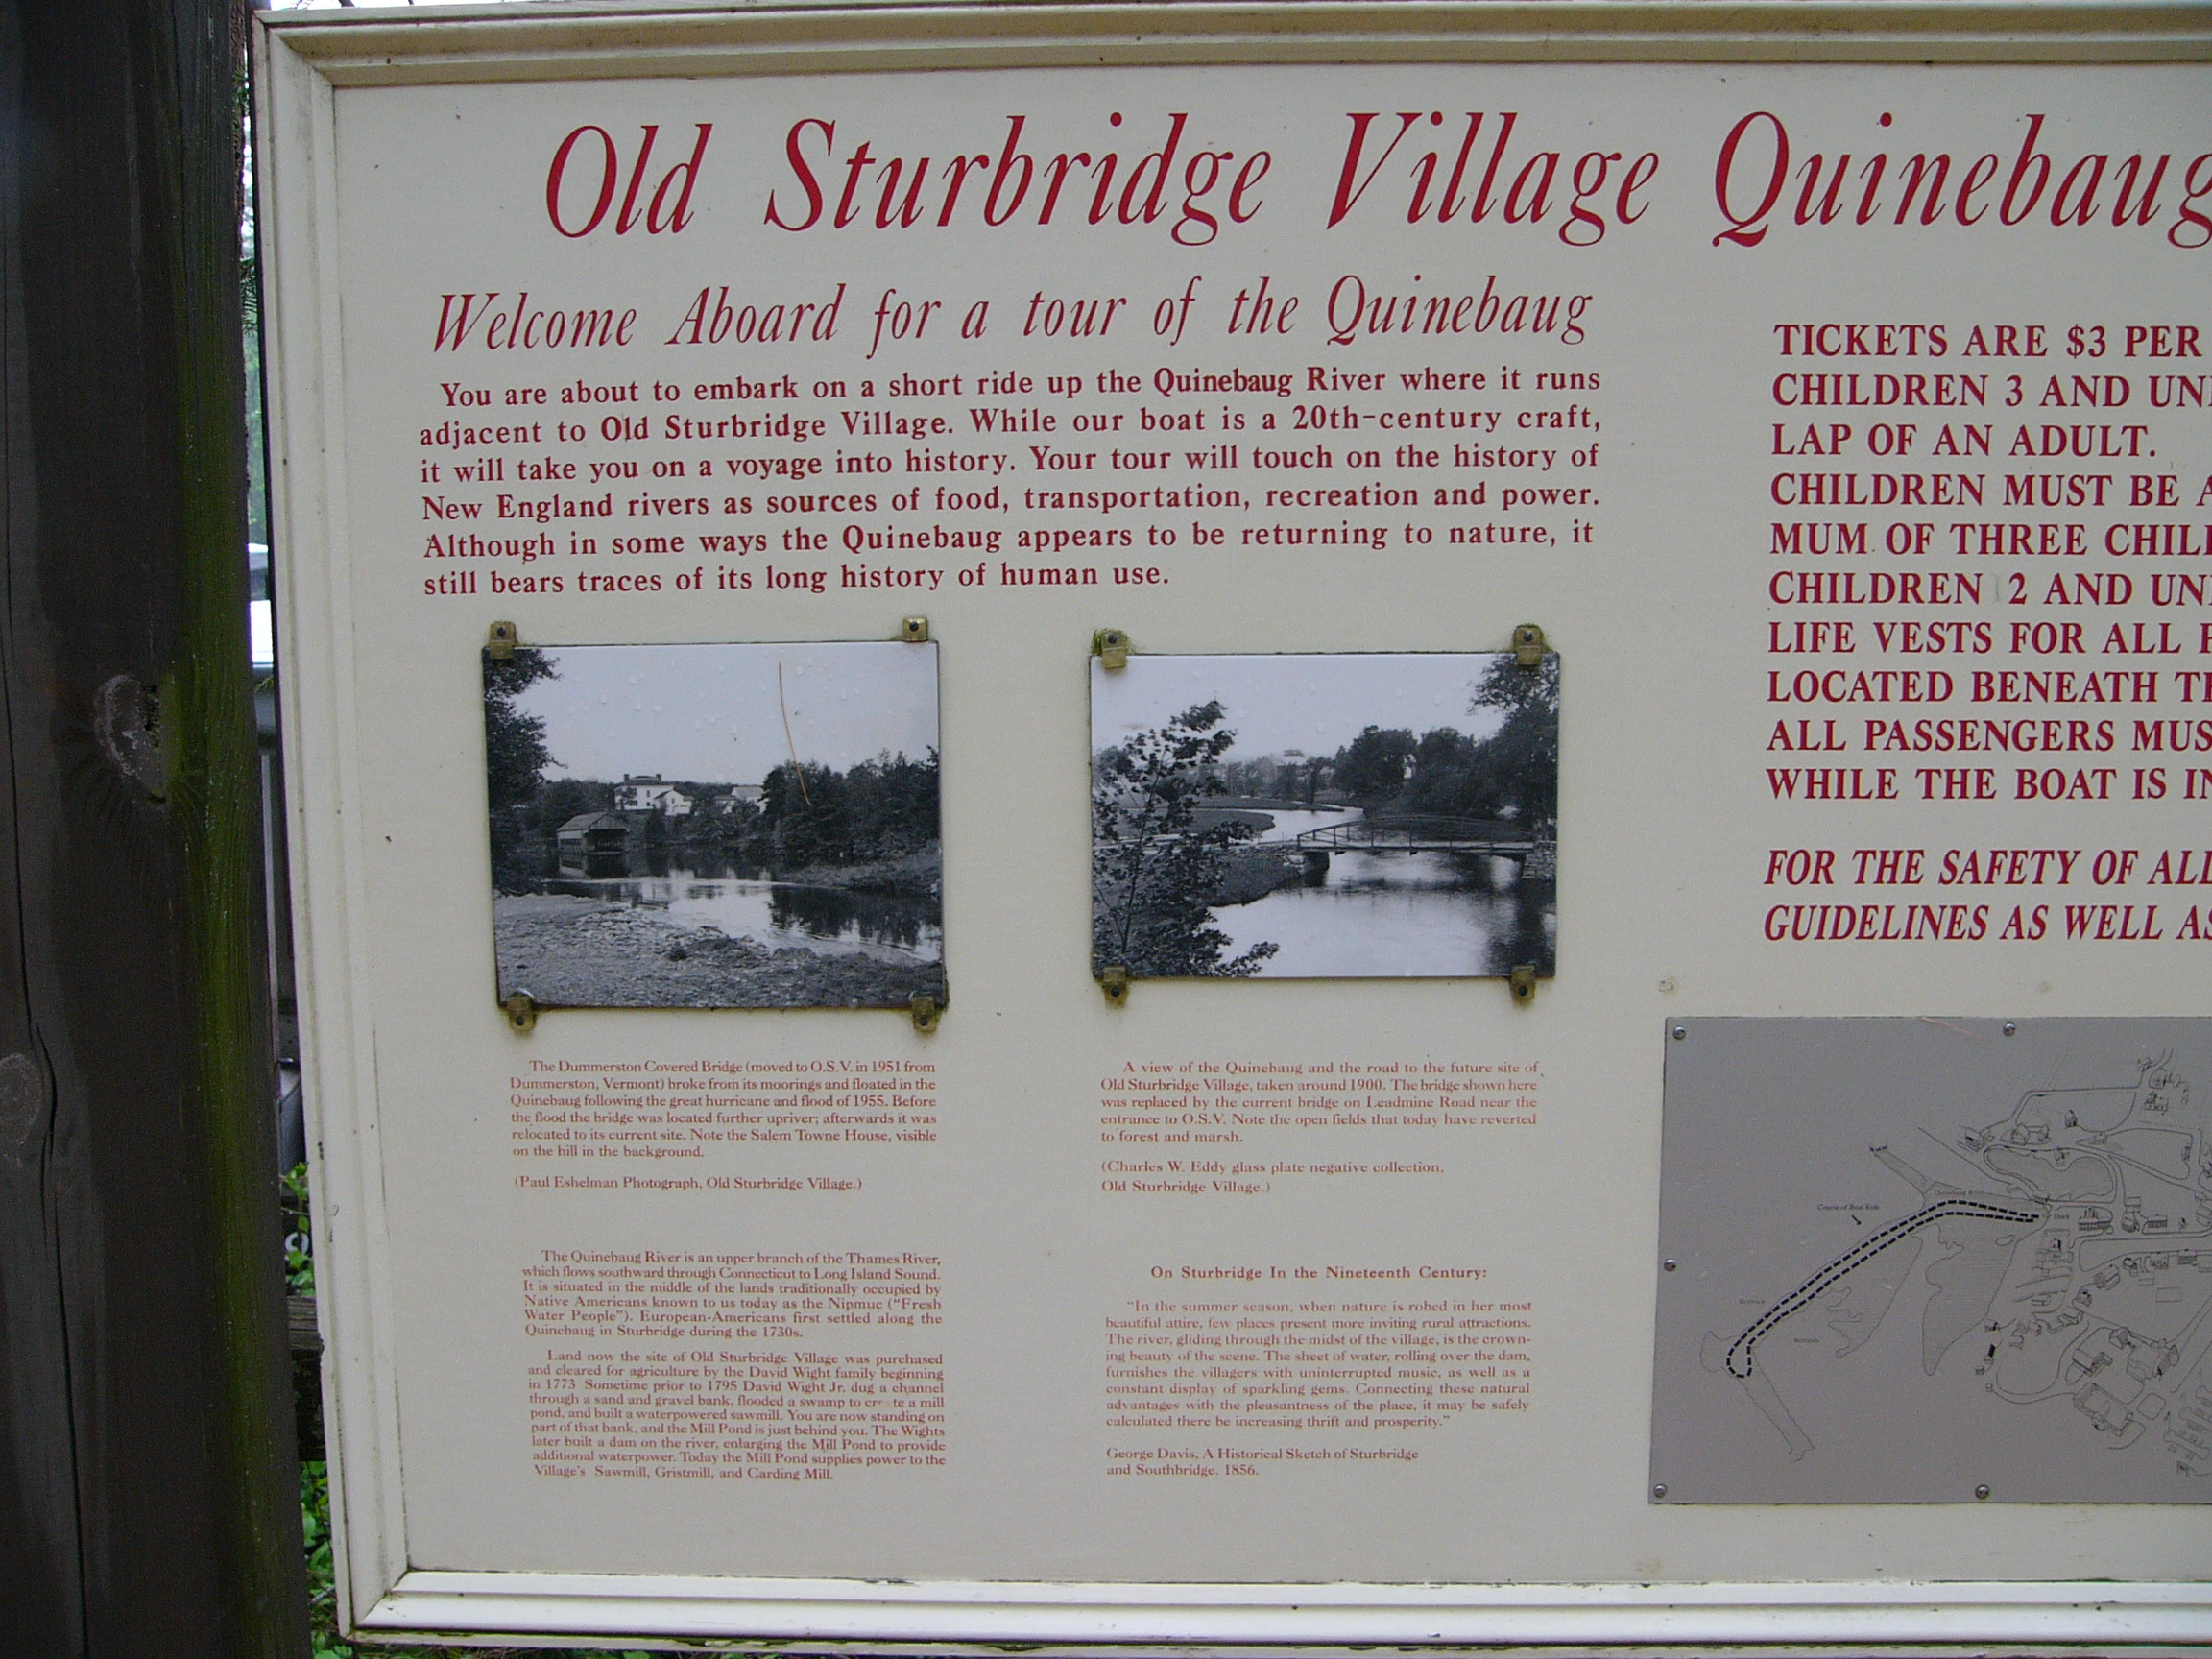 Old Sturbridge Village Quinebaug
Welcome Aboard for a tour of the Quinebaug
You are about to embark on a short ride up the Quinebaug River where it runs
adjacent to Old Sturbridge Village. While our boat is a 20th-century craft,
it will take you on a voyage into history. Your tour will touch on the history of
New England rivers as sources of food, transportation, recreation and power.
Although in some ways the Quinebaug appears to be returning to nature, it
still bears traces of its long history of human use.
The Dummerston Covered Bridge (moved to O.S.V. in 1951 from
Dummerston, Vermont) broke from its moorings and floated in the
Quinebaug following the great hurricane and flood of 1955. Before
the flood the bridge was located further upriver; afterwards it was
relocated to its current site. Note the Salem Towne House, visible
on the hill in the background.
(Paul Eshelman Photograph, Old Sturbridge Village.)
The Quinebaug River is an upper branch of the Thames River,
which flows southward through Connecticut to Long Island Sound.
It is situated in the middle of the lands traditionally occupied by
Native Americans known to us today as the Nipmuc ("Fresh
Water People"). European-Americans first settled along the
Quinebaug in Sturbridge during the 1730s.
Land now the site of Old Sturbridge Village was purchased
and cleared for agriculture by the David Wight family beginning
in 1773 Sometime prior to 1795 David Wight Jr. dug a channel
through a sand and gravel bank, flooded a swamp to cre te a mill
pond, and built a waterpowered sawmill. You are now standing on
part of that bank, and the Mill Pond is just behind you. The Wights
later built a dam on the river, enlarging the Mill Pond to provide
additional waterpower. Today the Mill Pond supplies power to the
Village's Sawmill, Gristmill, and Carding Mill.
A view of the Quinebaug and the road to the future site of
Old Sturbridge Village, taken around 1900. The bridge shown here
was replaced by the current bridge on Leadmine Road near the
entrance to O.S.V. Note the open fields that today have reverted
to forest and marsh.
(Charles W. Eddy glass plate negative collection,
Old Sturbridge Village.)
On Sturbridge In the Nineteenth Century:
"In the summer season, when nature is robed in her most
beautiful attire, few places present more inviting rural attractions.
The river, gliding through the midst of the village, is the crown-
ing beauty of the scene. The sheet of water, rolling over the dam,
furnishes the villagers with uninterrupted music, as well as a
constant display of sparkling gems. Connecting these natural
advantages with the pleasantness of the place, it may be safely
calculated there be increasing thrift and prosperity."
George Davis, A Historical Sketch of Sturbridge
and Southbridge. 1856.
TICKETS ARE $3 PER
CHILDREN 3 AND UN
LAP OF AN ADULT.
CHILDREN MUST BE A
MUM OF THREE CHIL
CHILDREN 2 AND UN
LIFE VESTS FOR ALL
LOCATED BENEATH T
ALL PASSENGERS MUS
WHILE THE BOAT IS IN
FOR THE SAFETY OF ALL
GUIDELINES AS WELL AS
Course of Boat Ride
Dock